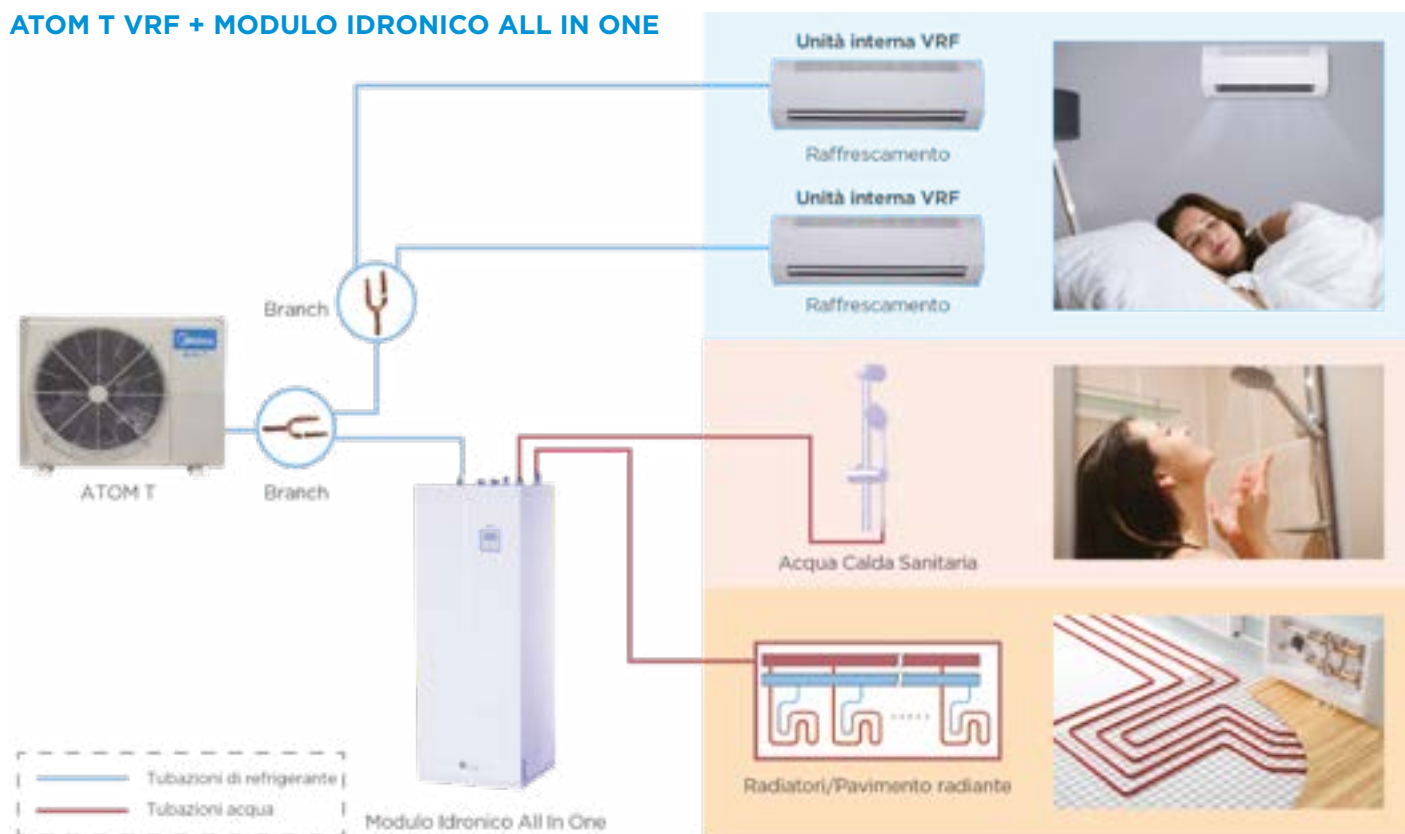 ATOM T VRF + MODULO IDRONICO ALL IN ONE
Unità interna VRF
Raffrescamento
Unità interna VRF
Raffrescamento
Branch
Midea
ATOM T
Branch
Acqua Calda Sanitaria
Radiatori/Pavimento radiante
Tubazioni di refrigerante
Tubazioni acqua
Modulo Idronico All In One